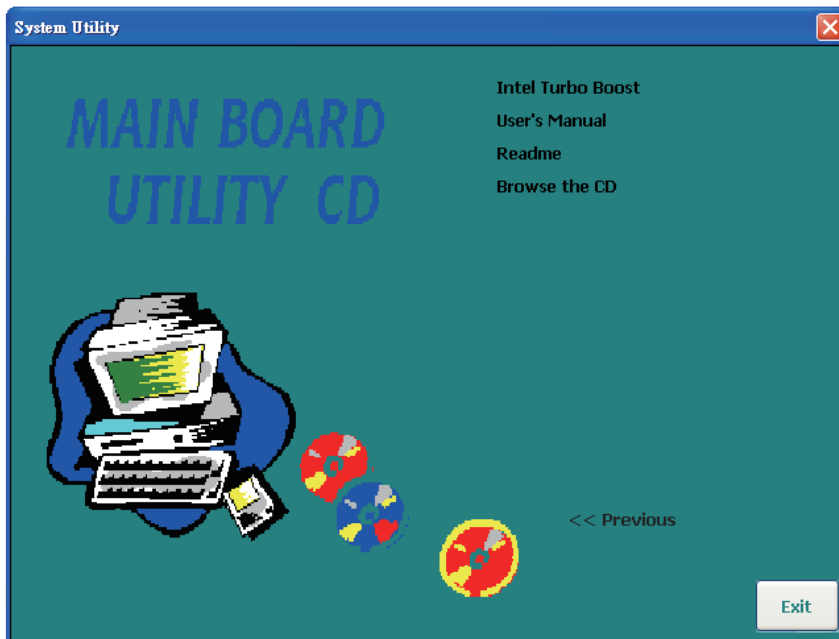 System Utility
MAIN BOARD
UTILITY CD
Intel Turbo Boost
User's Manual
Readme
Browse the CD
<< Previous
Exit